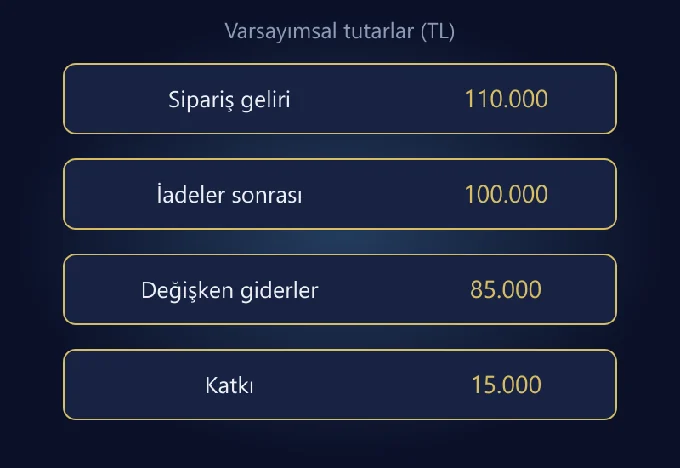 Varsayımsal tutarlar (TL)
Sipariş geliri 110.000
İadeler sonrası 100.000
Değişken giderler 85.000
Katkı 15.000